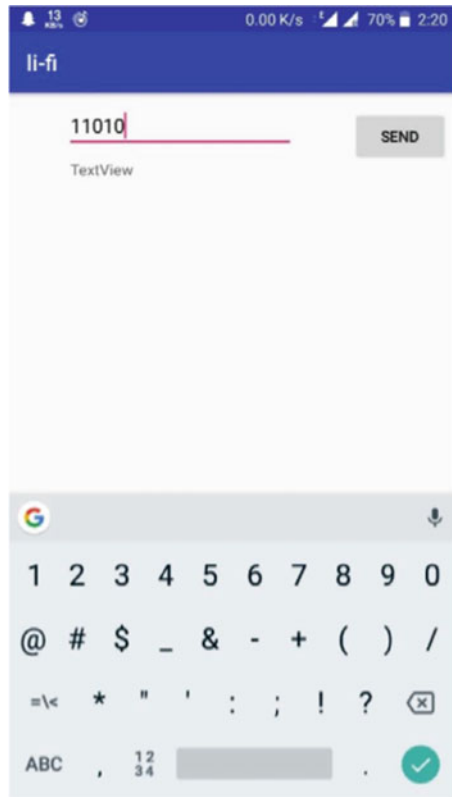 13 KB/s 0.00 K/s E 70% 2:20
li-fi
11010 SEND
TextView
G
1 2 3 4 5 6 7 8 9 0
@ # $ _ & - + ( ) /
=\< * " ' : ; ! ?
ABC , 12 34 .